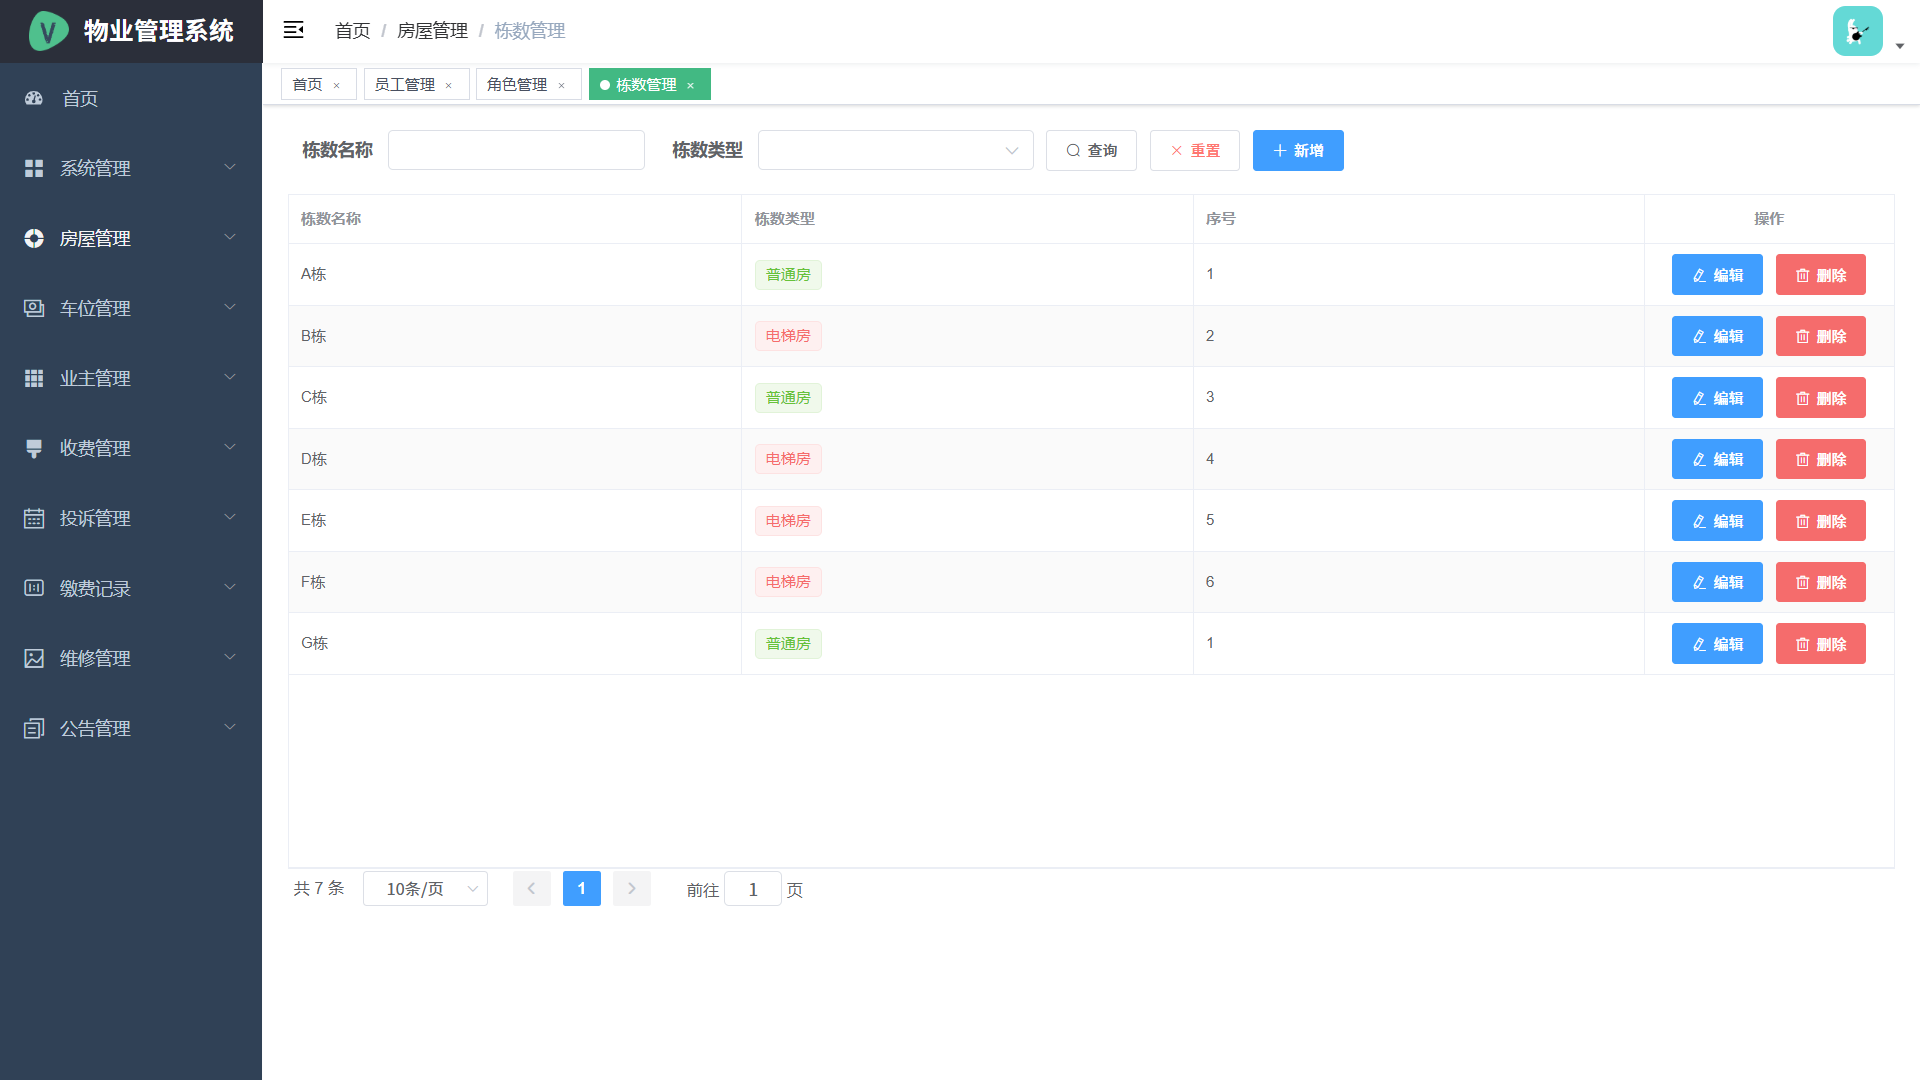 物业管理系统
首页 / 房屋管理 / 栋数管理
首页 × 员工管理 × 角色管理 × 栋数管理 ×
首页
系统管理
房屋管理
车位管理
业主管理
收费管理
投诉管理
缴费记录
维修管理
公告管理
栋数名称 栋数类型 查询 重置 新增
栋数名称 栋数类型 序号 操作
A栋 普通房 1 编辑 删除
B栋 电梯房 2 编辑 删除
C栋 普通房 3 编辑 删除
D栋 电梯房 4 编辑 删除
E栋 电梯房 5 编辑 删除
F栋 电梯房 6 编辑 删除
G栋 普通房 1 编辑 删除
共 7 条 10条/页 1 前往 1 页